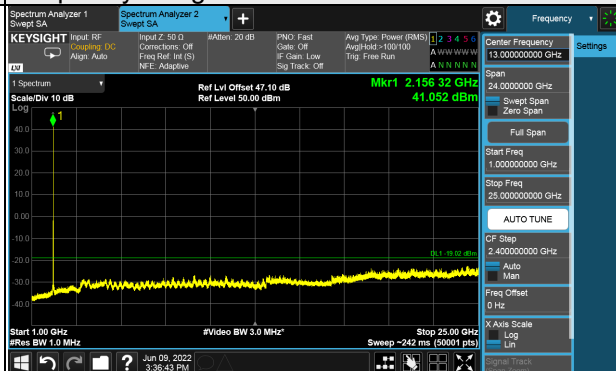 Spectrum Analyzer 1
Swept SA
Spectrum Analyzer 2
Swept SA
Frequency
KEYSIGHT
Input: RF
Coupling: DC
Align: Auto
Input Z: 50 Ω
Corrections: Off
Freq Ref: Int (S)
NFE: Adaptive
#Atten: 20 dB
PNO: Fast
Gate: Off
IF Gain: Low
Sig Track: Off
Avg Type: Power (RMS)
Avg|Hold:>100/100
Trig: Free Run
1 2 3 4 5 6
A W W W W W
A N N N N N
LXI
1 Spectrum
Scale/Div 10 dB
Log
Ref Lvl Offset 47.10 dB
Ref Level 50.00 dBm
Mkr1 2.156 32 GHz
41.052 dBm
1
40.0
30.0
20.0
10.0
0.00
-10.0
-20.0
-30.0
-40.0
DL1 -19.02 dBm
Start 1.00 GHz
#Res BW 1.0 MHz
#Video BW 3.0 MHz*
Stop 25.00 GHz
Sweep ~242 ms (50001 pts)
Jun 09, 2022
3:36:43 PM
Settings
Center Frequency
13.000000000 GHz
Span
24.0000000 GHz
Swept Span
Zero Span
Full Span
Start Freq
1.000000000 GHz
Stop Freq
25.000000000 GHz
AUTO TUNE
CF Step
2.400000000 GHz
Auto
Man
Freq Offset
0 Hz
X Axis Scale
Log
Lin
Signal Track